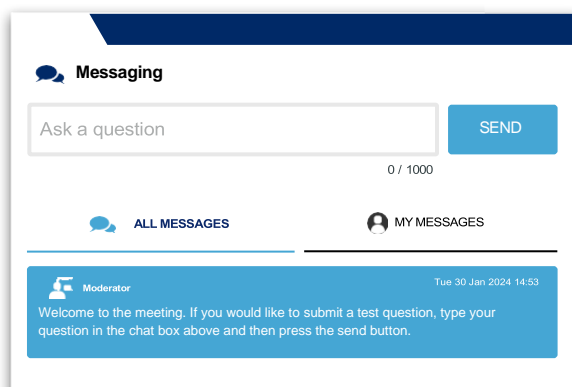 Messaging
Ask a question
SEND
0 / 1000
ALL MESSAGES
MY MESSAGES
Moderator
Tue 30 Jan 2024 14:53
Welcome to the meeting. If you would like to submit a test question, type your
question in the chat box above and then press the send button.